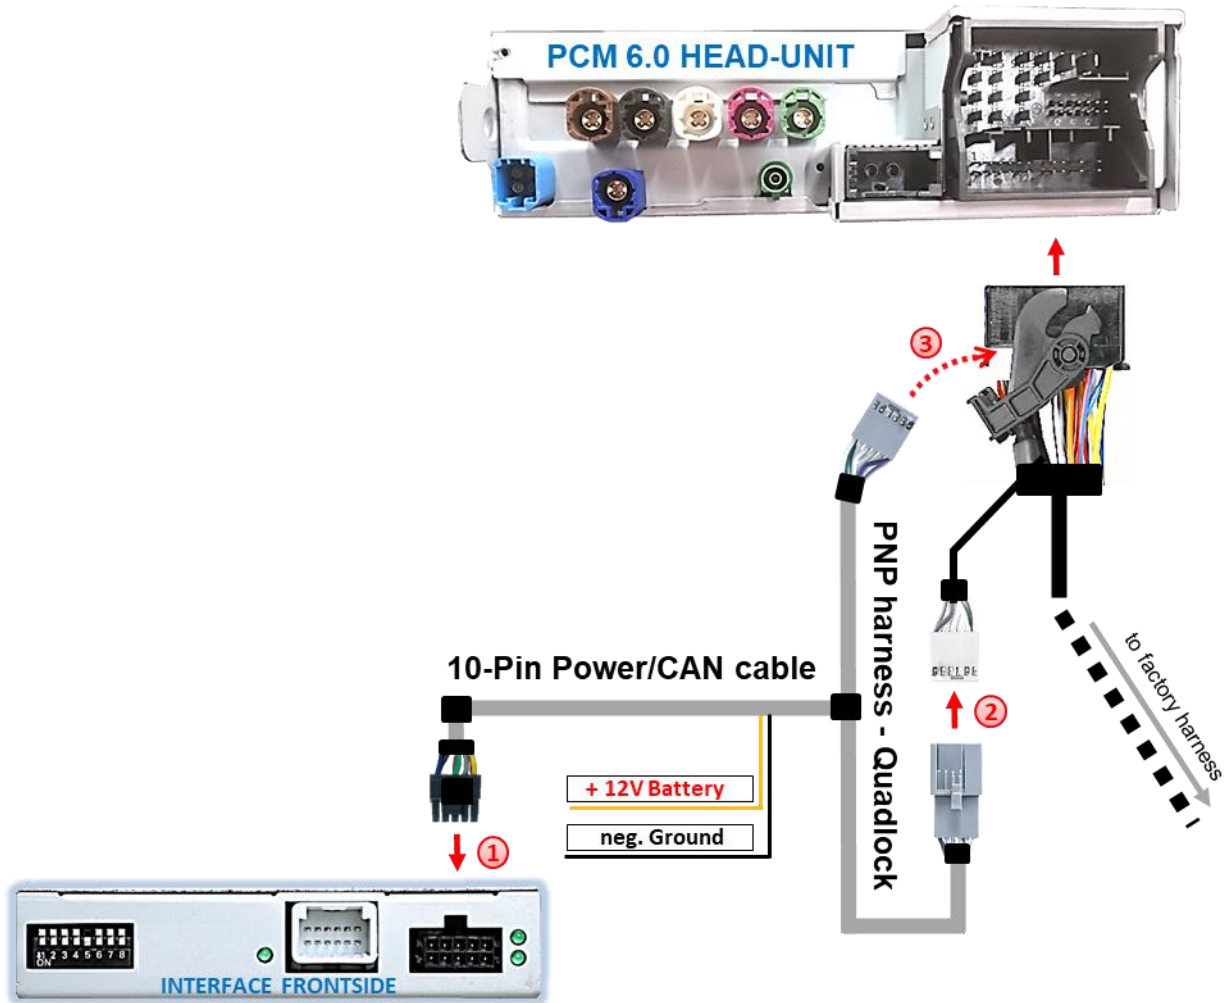 PCM 6.0 HEAD-UNIT
3
PNP harness - Quadlock
to factory harness
10-Pin Power/CAN cable
2
+ 12V Battery
neg. Ground
1
1 2 3 4 5 6 7 8
ON
INTERFACE FRONTSIDE